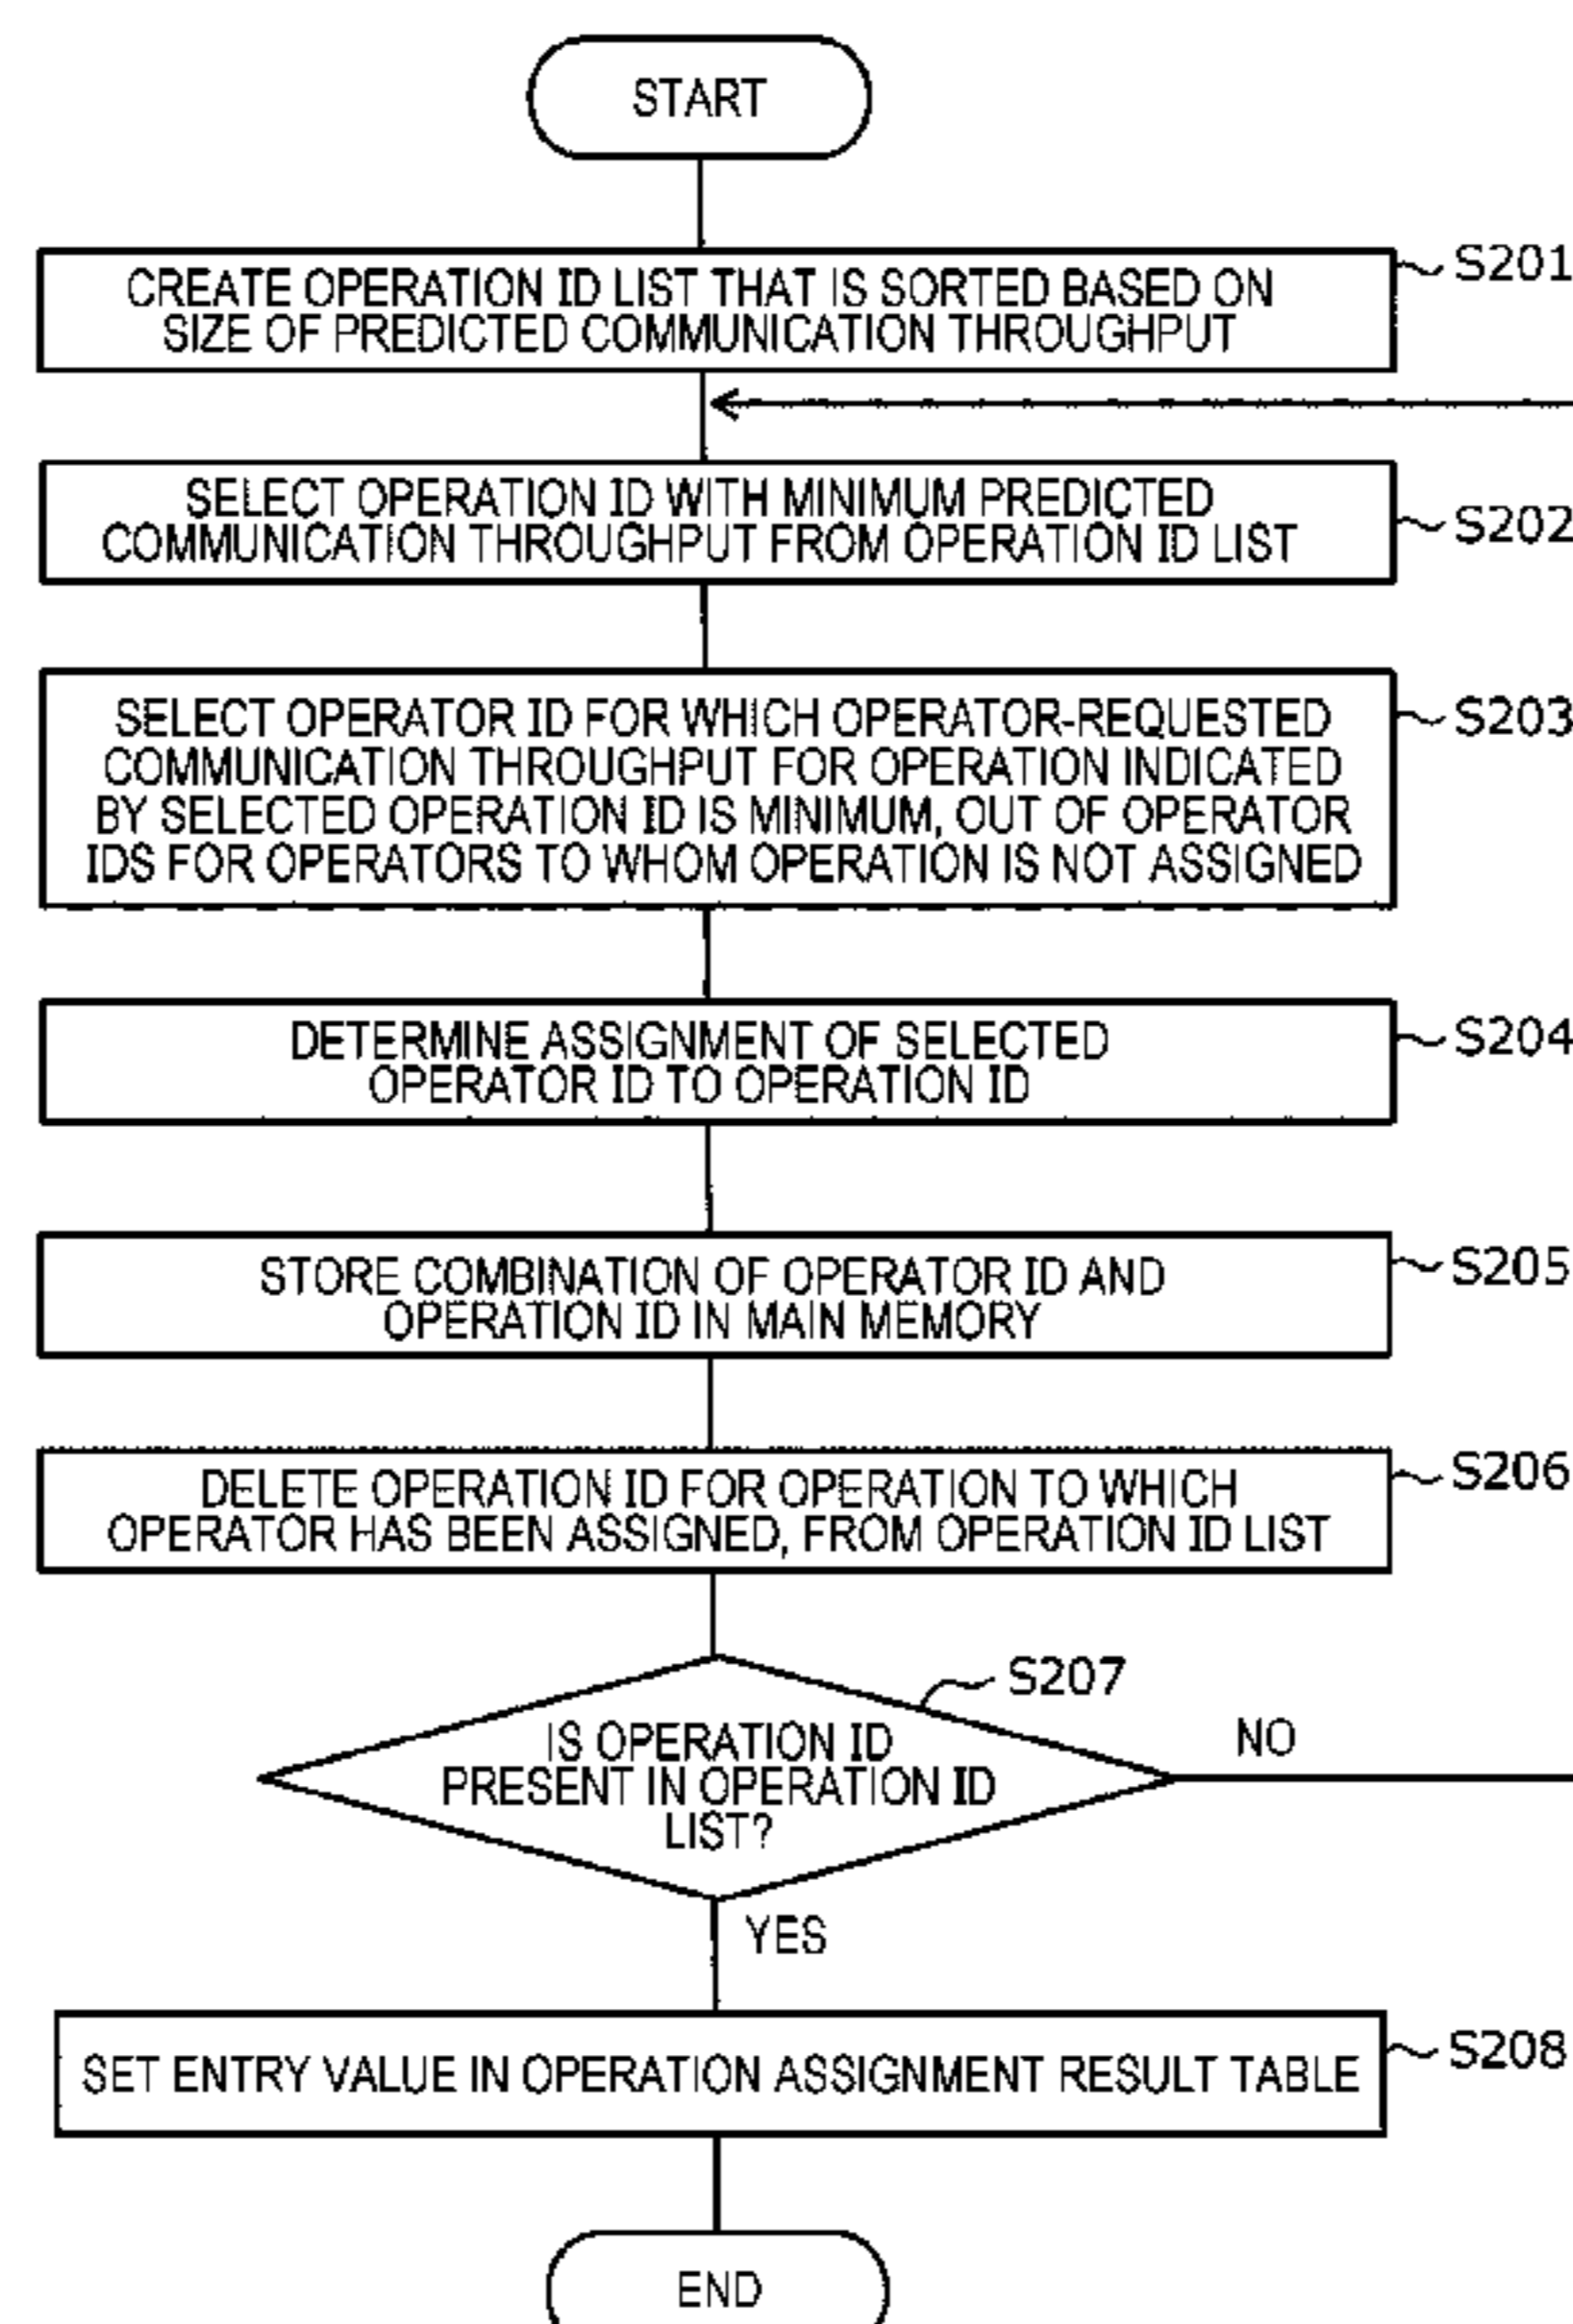 START
CREATE OPERATION ID LIST THAT IS SORTED BASED ON
SIZE OF PREDICTED COMMUNICATION THROUGHPUT
S201
SELECT OPERATION ID WITH MINIMUM PREDICTED
COMMUNICATION THROUGHPUT FROM OPERATION ID LIST
S202
SELECT OPERATOR ID FOR WHICH OPERATOR-REQUESTED
COMMUNICATION THROUGHPUT FOR OPERATION INDICATED
BY SELECTED OPERATION ID IS MINIMUM, OUT OF OPERATOR
IDS FOR OPERATORS TO WHOM OPERATION IS NOT ASSIGNED
S203
DETERMINE ASSIGNMENT OF SELECTED
OPERATOR ID TO OPERATION ID
S204
STORE COMBINATION OF OPERATOR ID AND
OPERATION ID IN MAIN MEMORY
S205
DELETE OPERATION ID FOR OPERATION TO WHICH
OPERATOR HAS BEEN ASSIGNED, FROM OPERATION ID LIST
S206
S207
IS OPERATION ID
PRESENT IN OPERATION ID
LIST?
NO
YES
SET ENTRY VALUE IN OPERATION ASSIGNMENT RESULT TABLE
S208
END